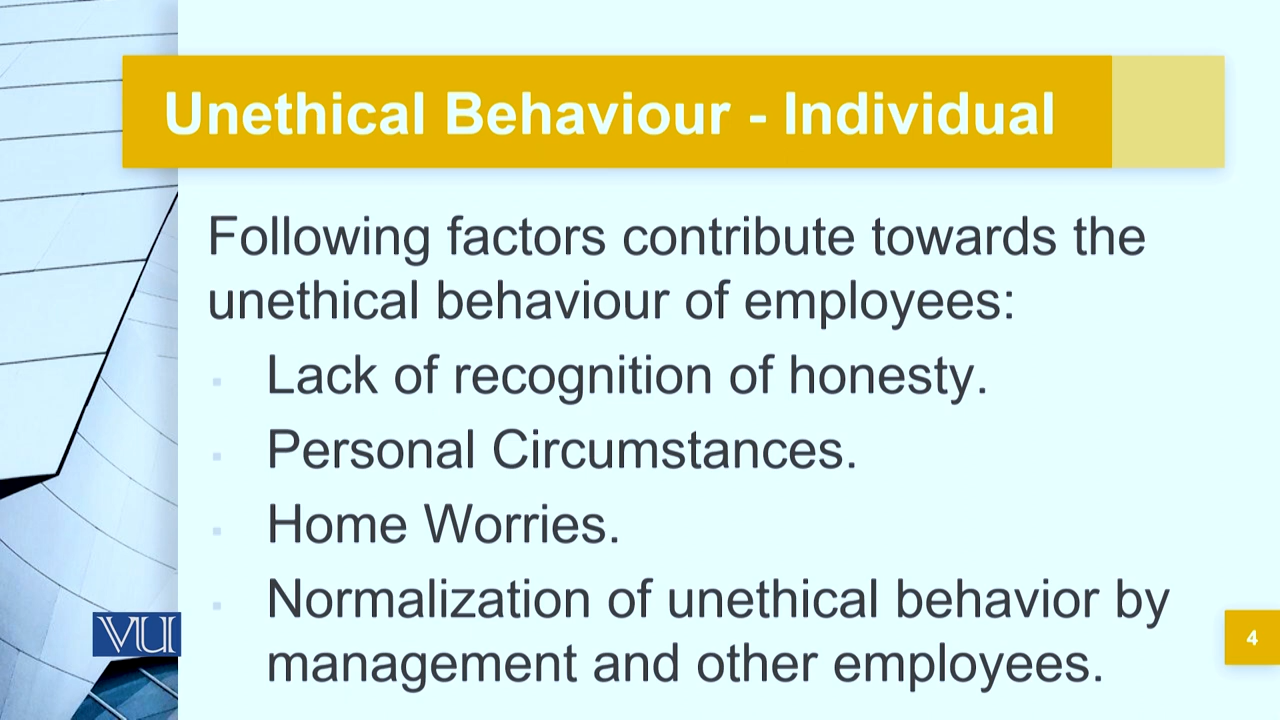 Unethical Behaviour - Individual
Following factors contribute towards the
unethical behaviour of employees:
Lack of recognition of honesty.
Personal Circumstances.
Home Worries.
Normalization of unethical behavior by
management and other employees.
VU
4